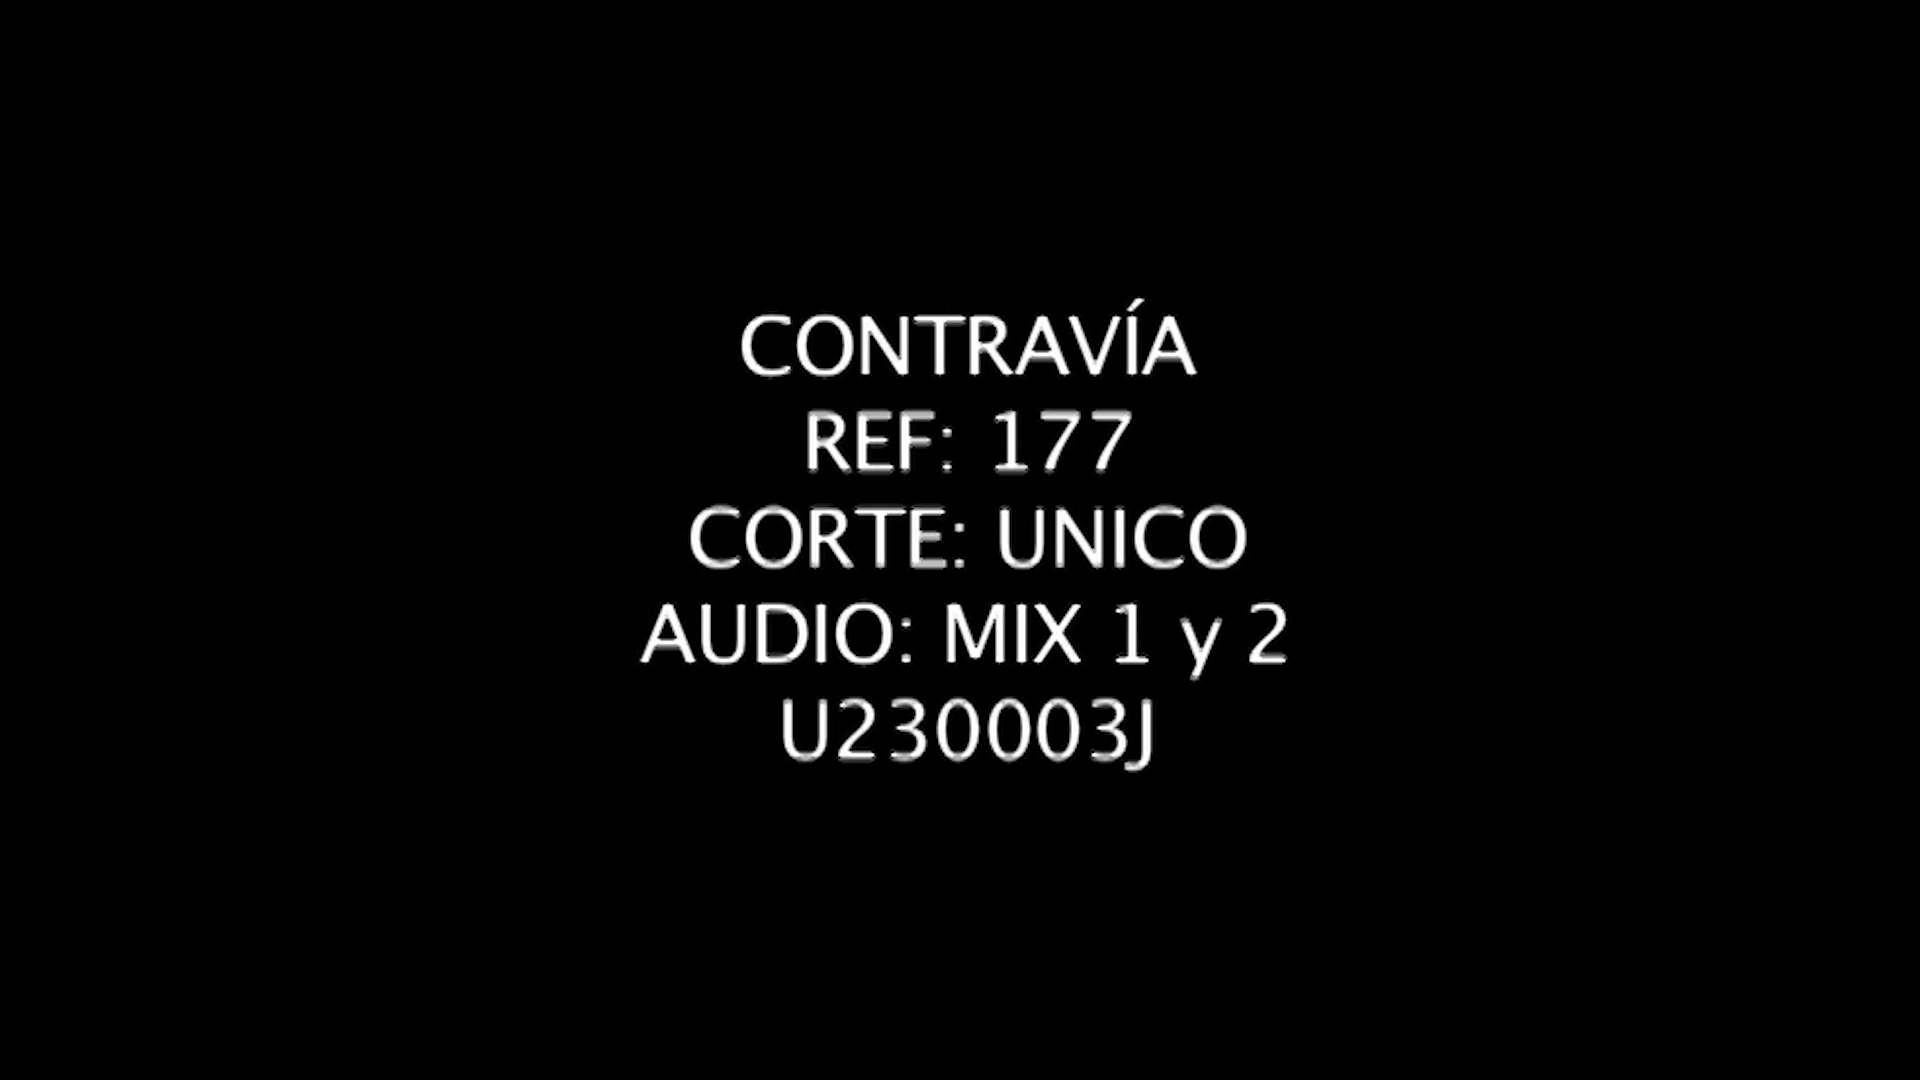 CONTRAVÍA
REF: 177
CORTE: UNICO
AUDIO: MIX 1 y 2
U230003J